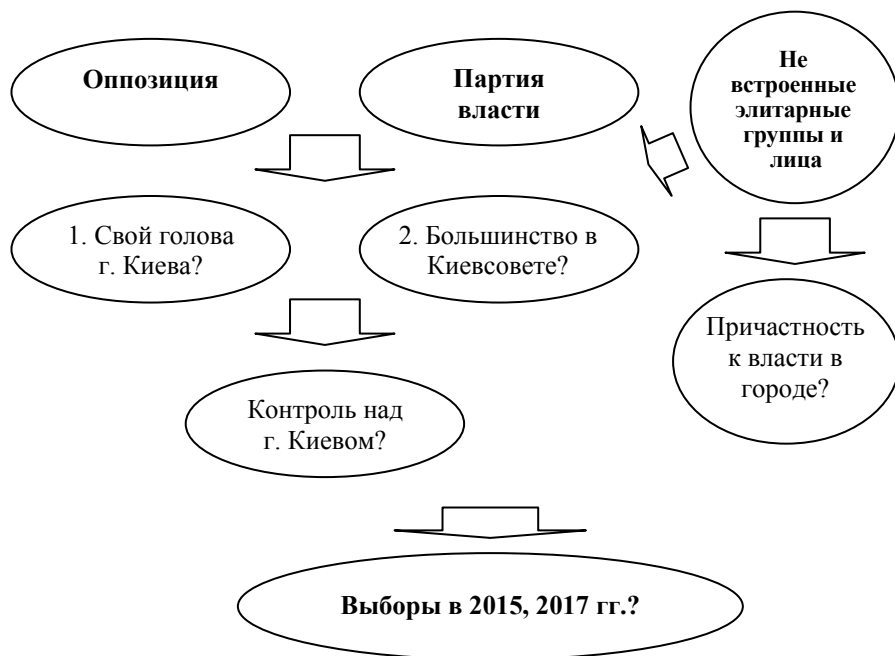 Оппозиция
Партия
власти
Не
встроенные
элитарные
группы и
лица
1. Свой голова
г. Киева?
2. Большинство в
Киевсовете?
Причастность
к власти в
городе?
Контроль над
г. Киевом?
Выборы в 2015, 2017 гг.?